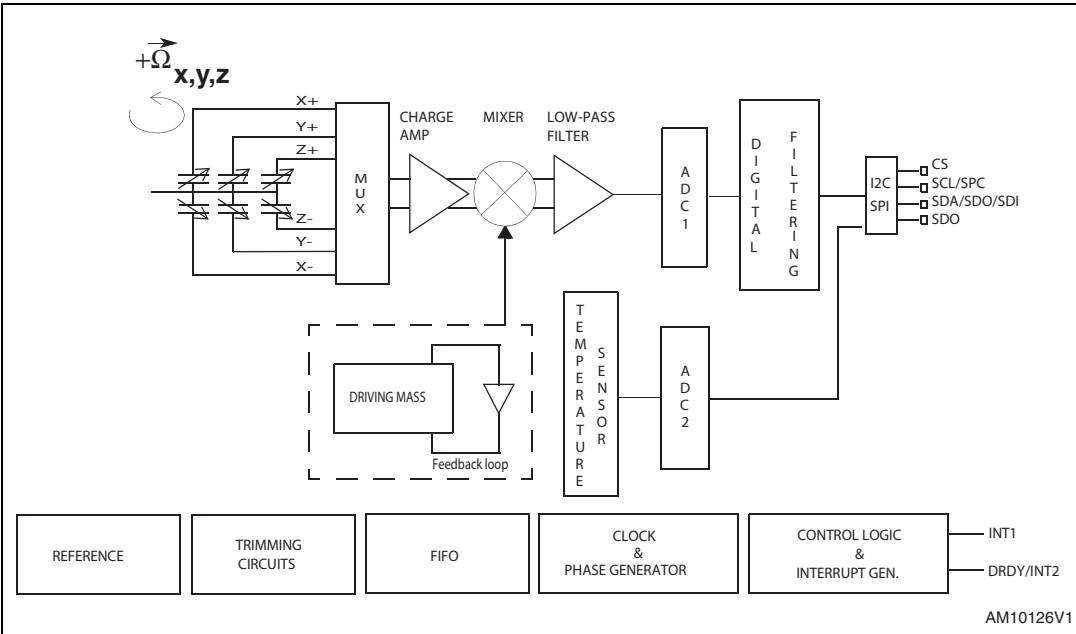 +Ω x,y,z
X+
Y+
Z+
Z-
Y-
X-
MUX
CHARGE
AMP
MIXER
LOW-PASS
FILTER
ADC1
DIGITAL
FILTERING
I2C
SPI
CS
SCL/SPC
SDA/SDO/SDI
SDO
DRIVING MASS
Feedback loop
TEMPERATURE
SENSOR
ADC2
REFERENCE
TRIMMING
CIRCUITS
FIFO
CLOCK
&
PHASE GENERATOR
CONTROL LOGIC
&
INTERRUPT GEN.
INT1
DRDY/INT2
AM10126V1